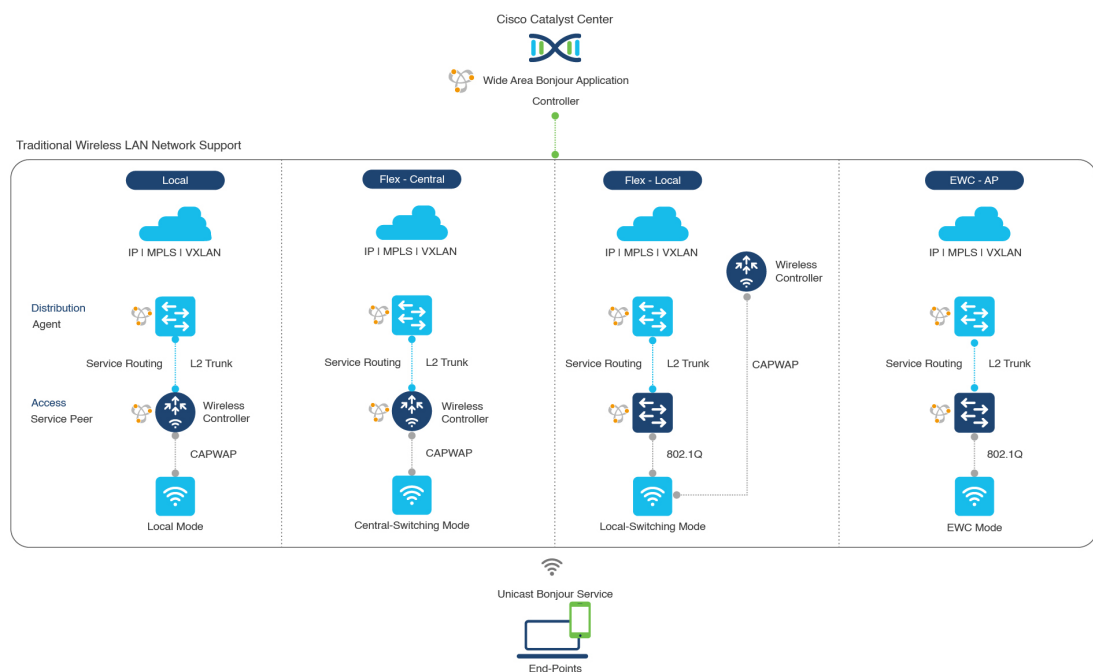 Cisco Catalyst Center
Wide Area Bonjour Application
Controller
Traditional Wireless LAN Network Support
Local
Flex - Central
Flex - Local
EWC - AP
IP | MPLS | VXLAN
IP | MPLS | VXLAN
IP | MPLS | VXLAN
IP | MPLS | VXLAN
Wireless
Controller
Distribution
Agent
Service Routing
L2 Trunk
Service Routing
L2 Trunk
Service Routing
L2 Trunk
CAPWAP
Service Routing
L2 Trunk
Access
Service Peer
Wireless
Controller
Wireless
Controller
CAPWAP
CAPWAP
802.1Q
802.1Q
Local Mode
Central-Switching Mode
Local-Switching Mode
EWC Mode
Unicast Bonjour Service
End-Points